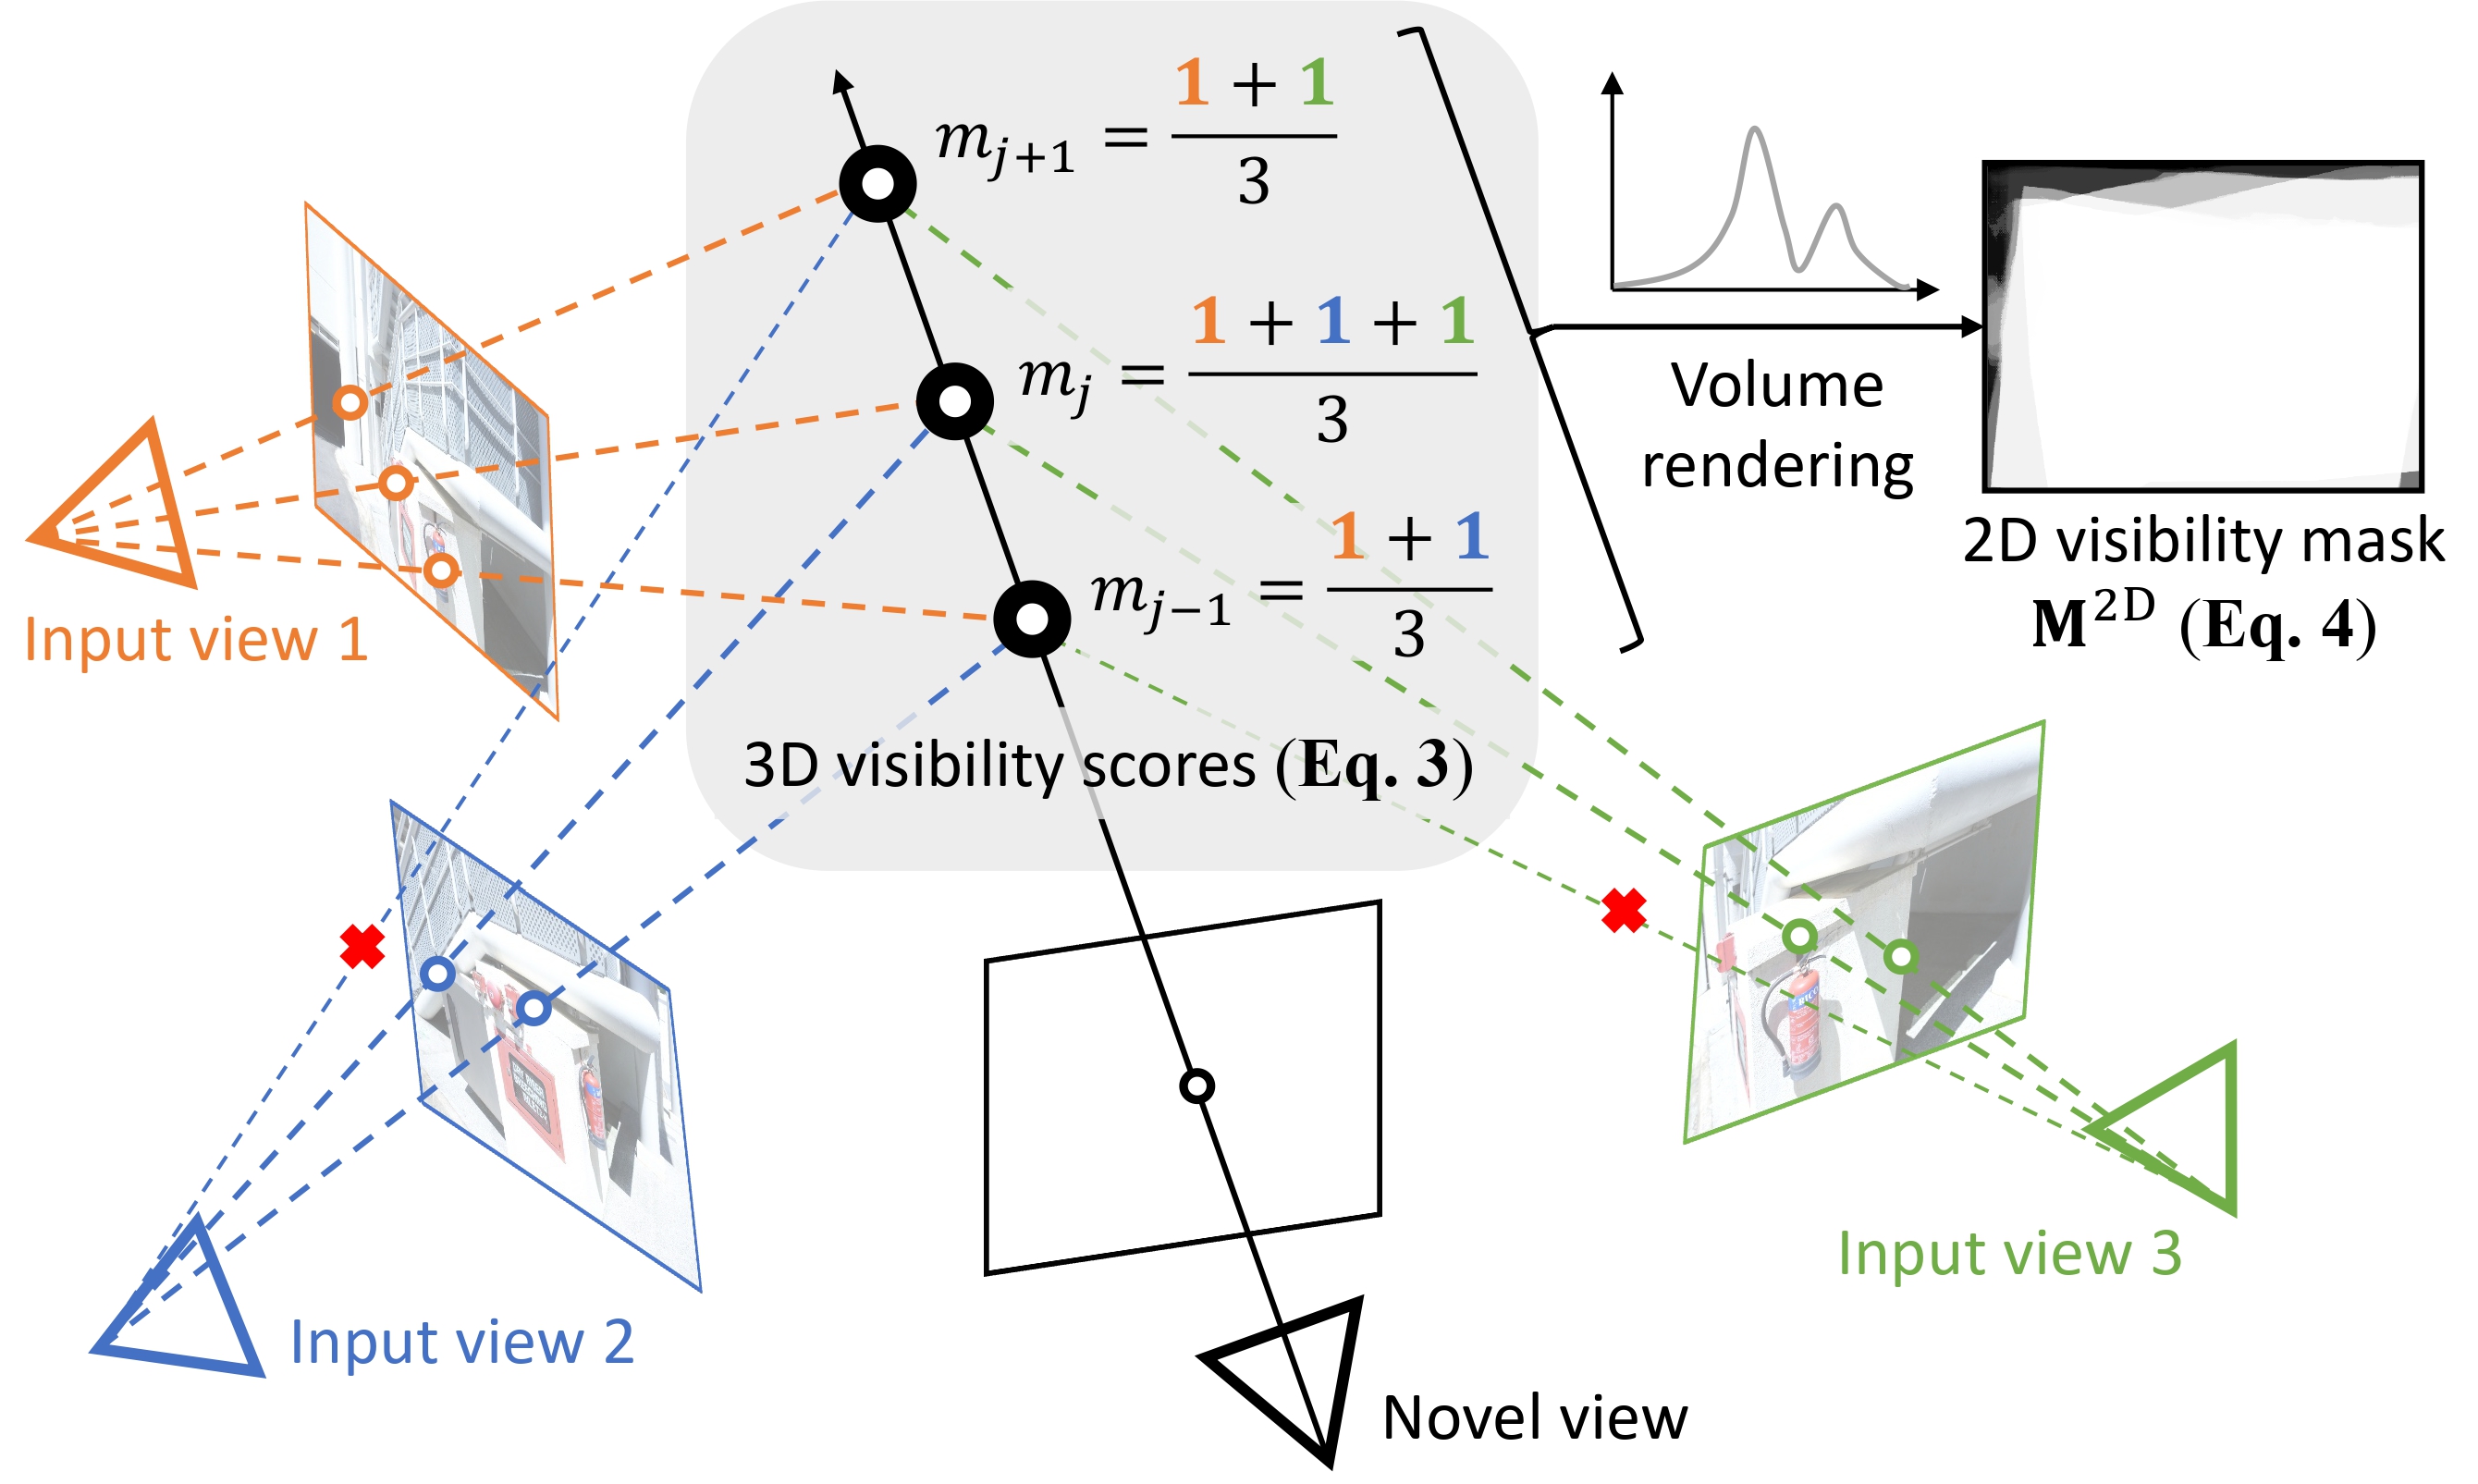 m_{j+1} = \frac{1 + 1}{3}
m_j = \frac{1 + 1 + 1}{3}
m_{j-1} = \frac{1 + 1}{3}
3D visibility scores (Eq. 3)
Volume
rendering
2D visibility mask
M^{2D} (Eq. 4)
Input view 1
Input view 2
Input view 3
Novel view